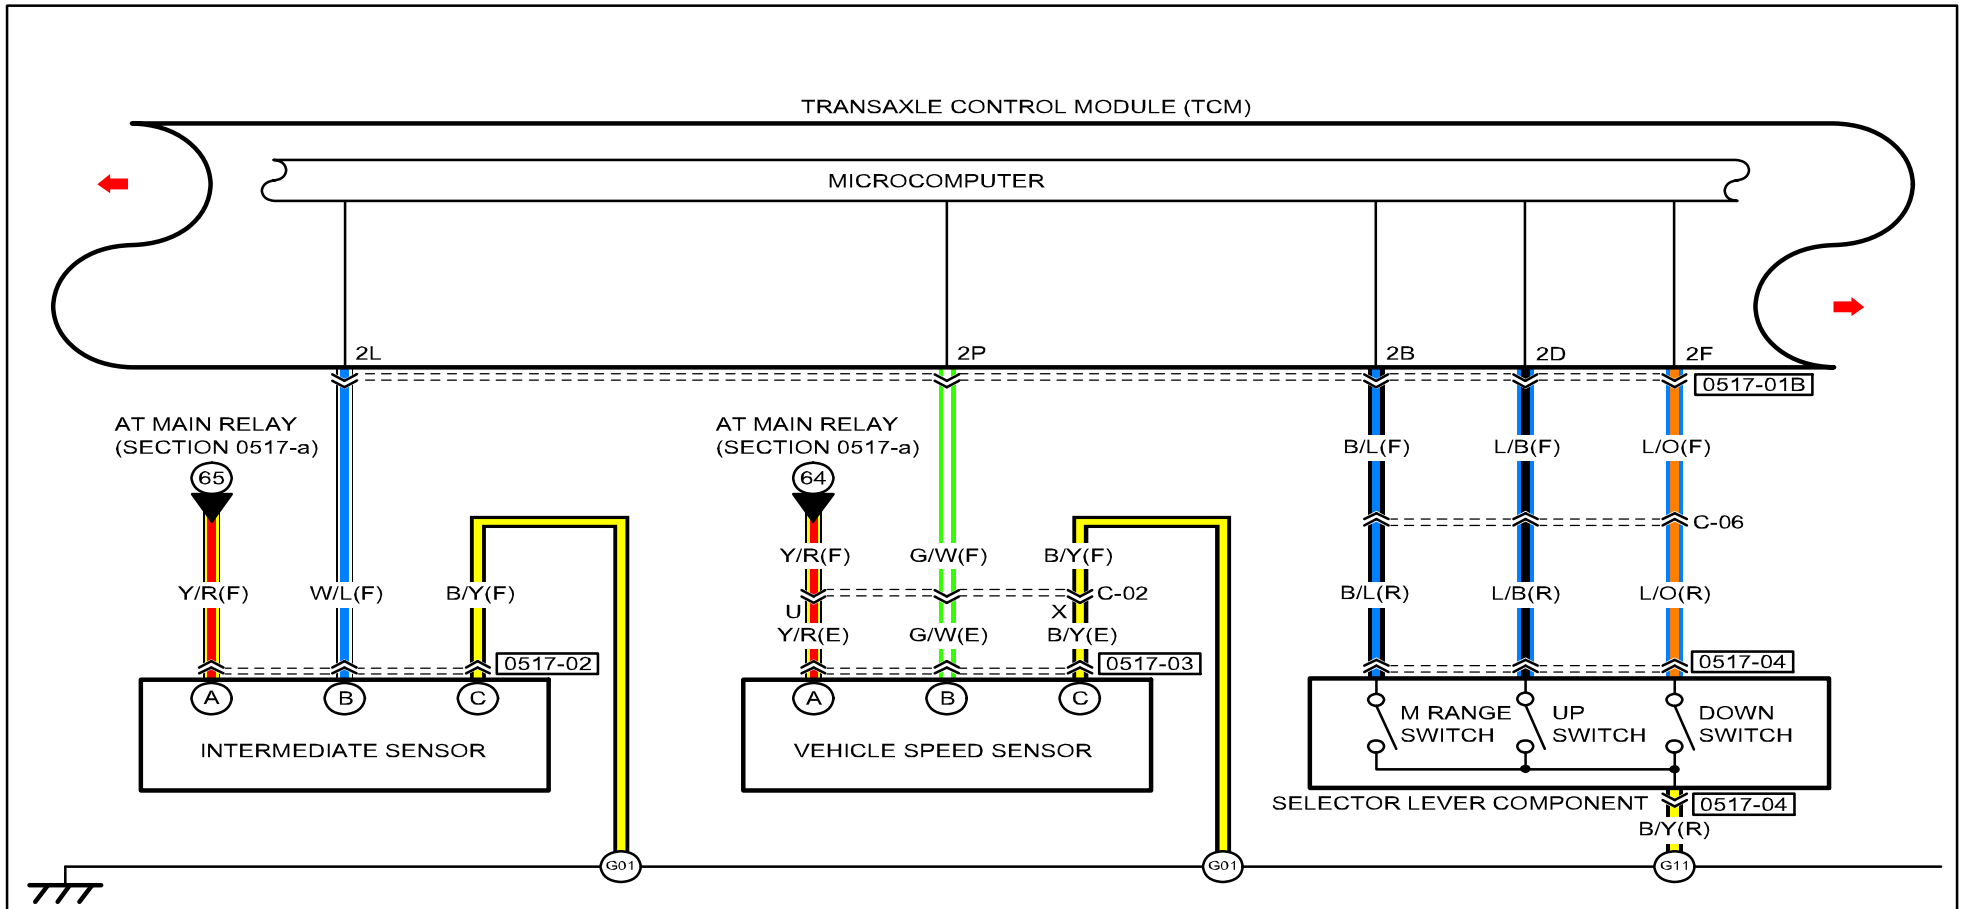 TRANSAXLE CONTROL MODULE (TCM)
MICROCOMPUTER
2L
2P
2B
2D
2F
0517-01B
AT MAIN RELAY
(SECTION 0517-a)
65
AT MAIN RELAY
(SECTION 0517-a)
64
B/L(F)
L/B(F)
L/O(F)
C-06
Y/R(F)
G/W(F)
B/Y(F)
Y/R(F)
W/L(F)
B/Y(F)
C-02
U
X
B/L(R)
L/B(R)
L/O(R)
Y/R(E)
G/W(E)
B/Y(E)
0517-02
0517-03
0517-04
A
B
C
A
B
C
INTERMEDIATE SENSOR
VEHICLE SPEED SENSOR
M RANGE
SWITCH
UP
SWITCH
DOWN
SWITCH
SELECTOR LEVER COMPONENT
0517-04
B/Y(R)
G01
G01
G11